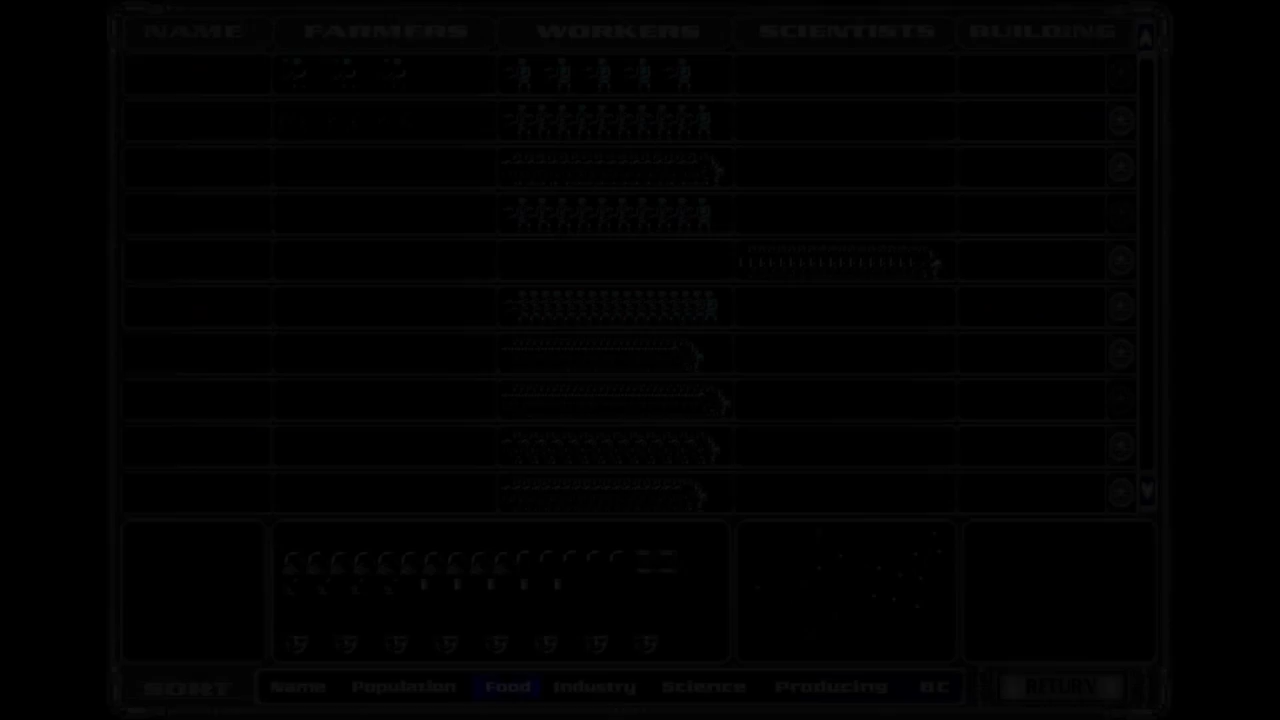 NAME FARMERS WORKERS SCIENTISTS BUILDING
SORT Name Population Food Industry Science Producing BC RETURN